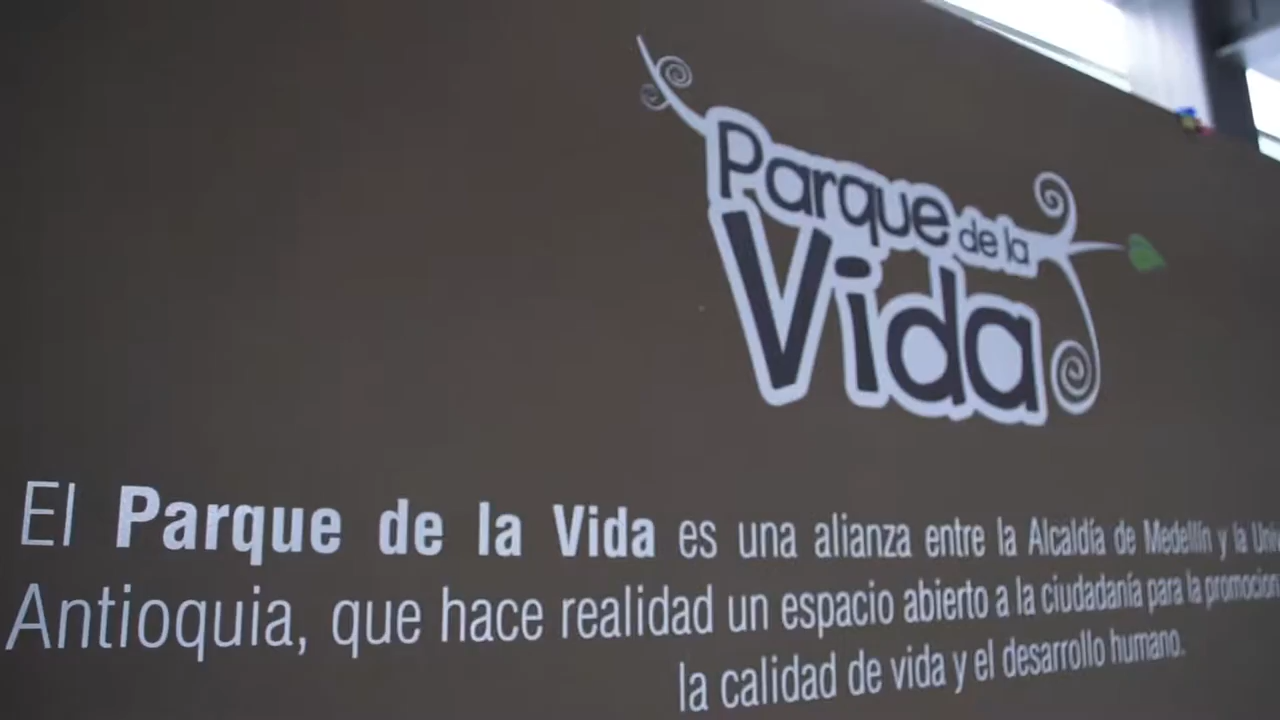 Parque de la
Vida
El Parque de la Vida es una alianza entre la Alcaldía de Medellín y la
Antioquia, que hace realidad un espacio abierto a la ciudadanía para la
la calidad de vida y el desarrollo humano.